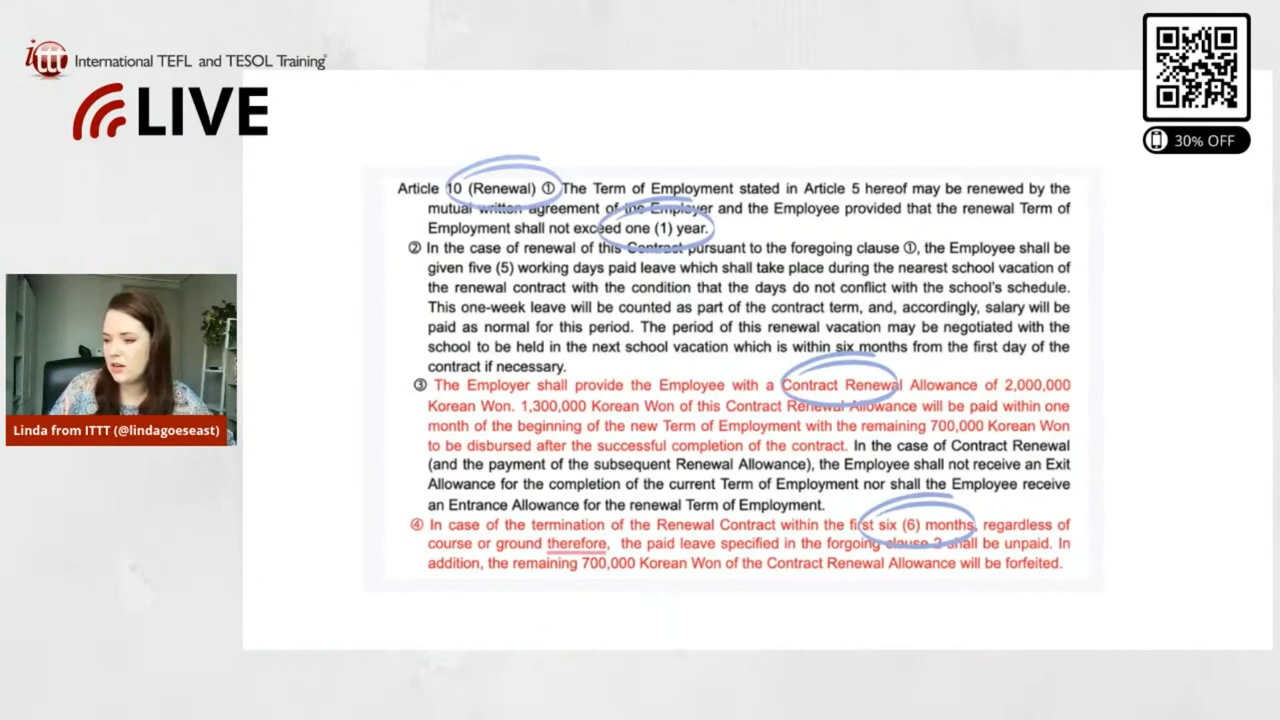 ittt International TEFL and TESOL Training
LIVE
30% OFF
Article 10 (Renewal) ① The Term of Employment stated in Article 5 hereof may be renewed by the
mutual written agreement of the Employer and the Employee provided that the renewal Term of
Employment shall not exceed one (1) year.
② In the case of renewal of this Contract pursuant to the foregoing clause ①, the Employee shall be
given five (5) working days paid leave which shall take place during the nearest school vacation of
the renewal contract with the condition that the days do not conflict with the school's schedule.
This one-week leave will be counted as part of the contract term, and, accordingly, salary will be
paid as normal for this period. The period of this renewal vacation may be negotiated with the
school to be held in the next school vacation which is within six months from the first day of the
contract if necessary.
③ The Employer shall provide the Employee with a Contract Renewal Allowance of 2,000,000
Korean Won. 1,300,000 Korean Won of this Contract Renewal Allowance will be paid within one
month of the beginning of the new Term of Employment with the remaining 700,000 Korean Won
to be disbursed after the successful completion of the contract. In the case of Contract Renewal
(and the payment of the subsequent Renewal Allowance), the Employee shall not receive an Exit
Allowance for the completion of the current Term of Employment nor shall the Employee receive
an Entrance Allowance for the renewal Term of Employment.
④ In case of the termination of the Renewal Contract within the first six (6) months, regardless of
course or ground therefore, the paid leave specified in the forgoing clause 2 shall be unpaid. In
addition, the remaining 700,000 Korean Won of the Contract Renewal Allowance will be forfeited.
Linda from ITTT (@lindagoeseast)